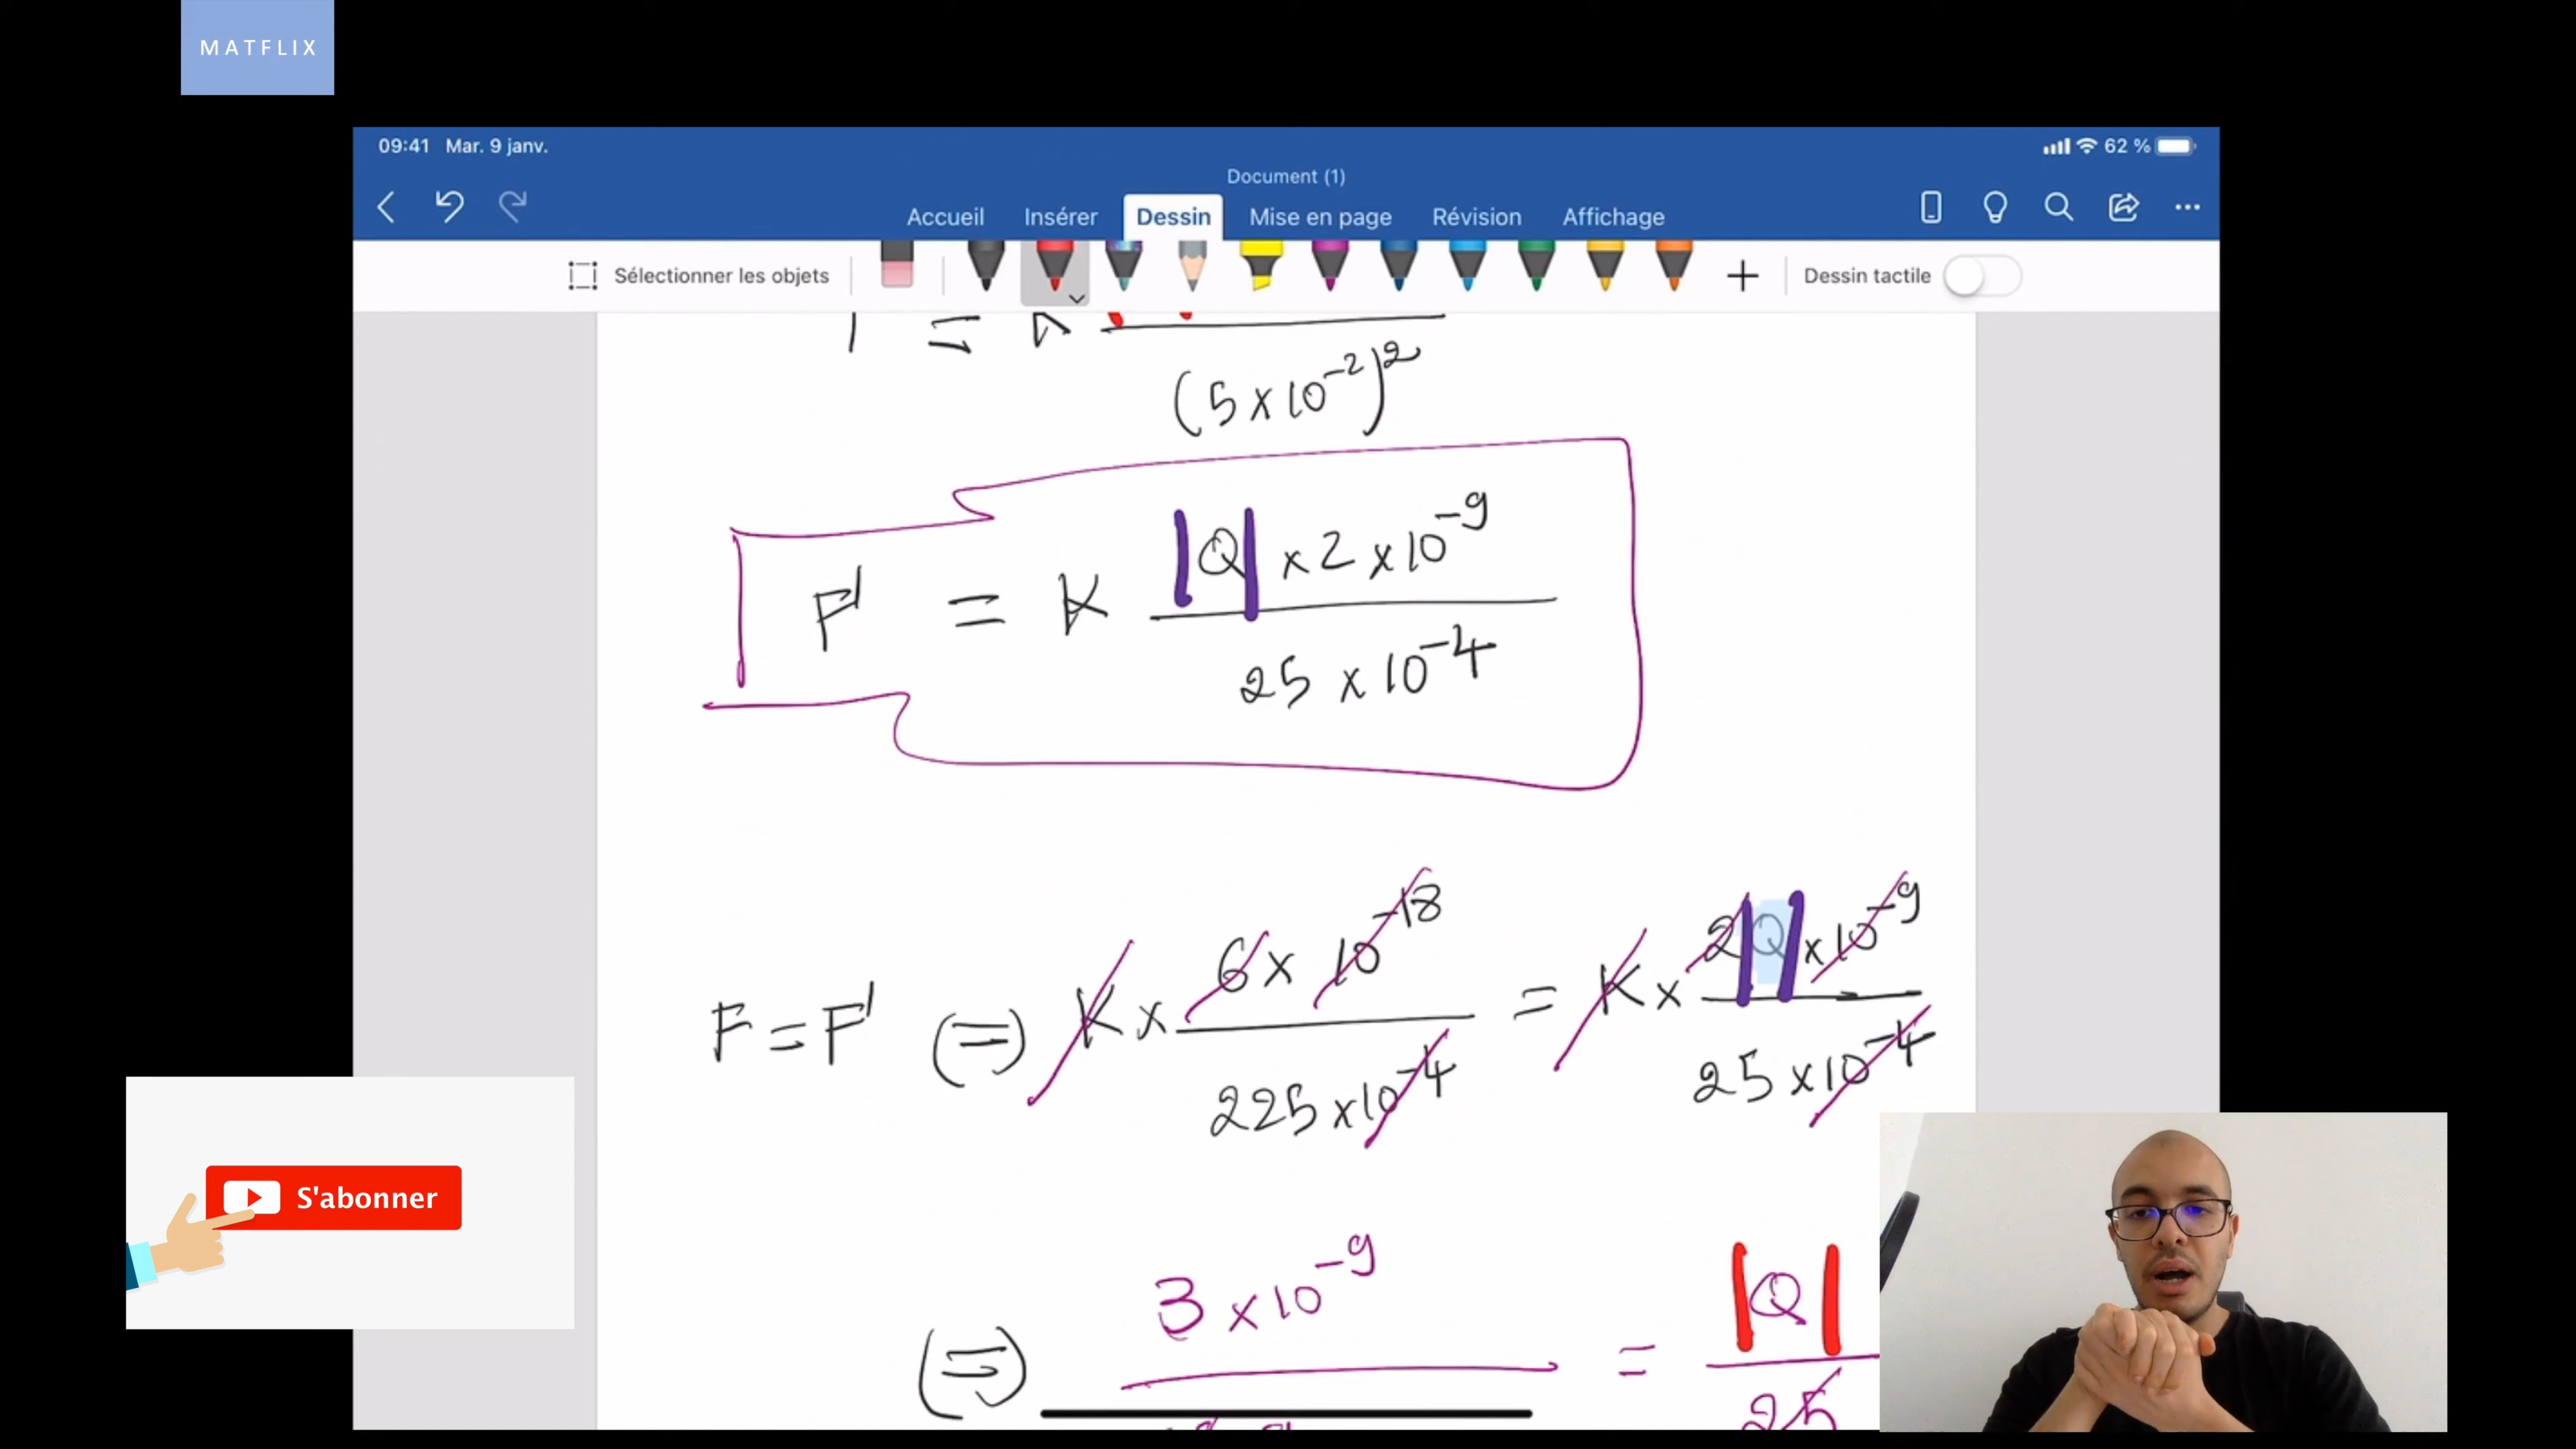 MATFLIX
09:41 Mar. 9 janv.
62 %
Document (1)
Accueil Insérer Dessin Mise en page Révision Affichage
Sélectionner les objets
Dessin tactile
=
(5 x 10⁻²)²
F' = K |Q| x 2 x 10⁻⁹
25 x 10⁻⁴
F = F' (=) K x 6 x 10⁻¹⁸ = K x 2|Q| x 10⁻⁹
225 x 10⁻⁴ 25 x 10⁻⁴
S'abonner
(=) 3 x 10⁻⁹ = |Q|
25